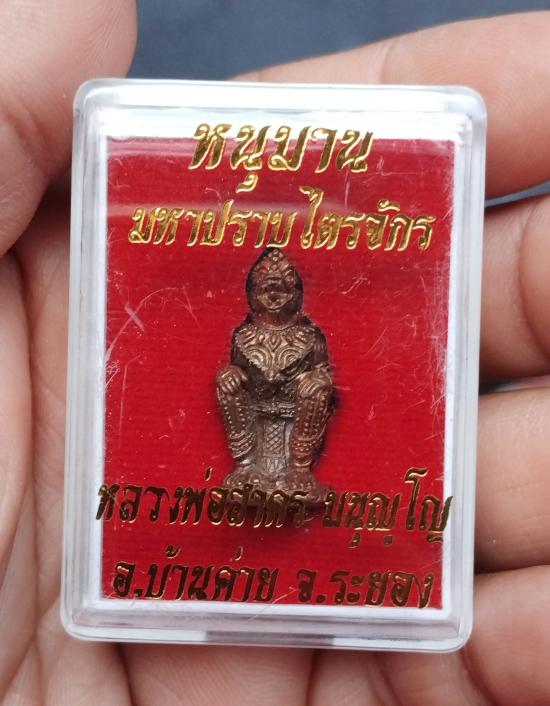 หนุมาน
มหาปราบไตรจักร
หลวงพ่อสาคร มนุญฺโญ
อ.บ้านค่าย จ.ระยอง